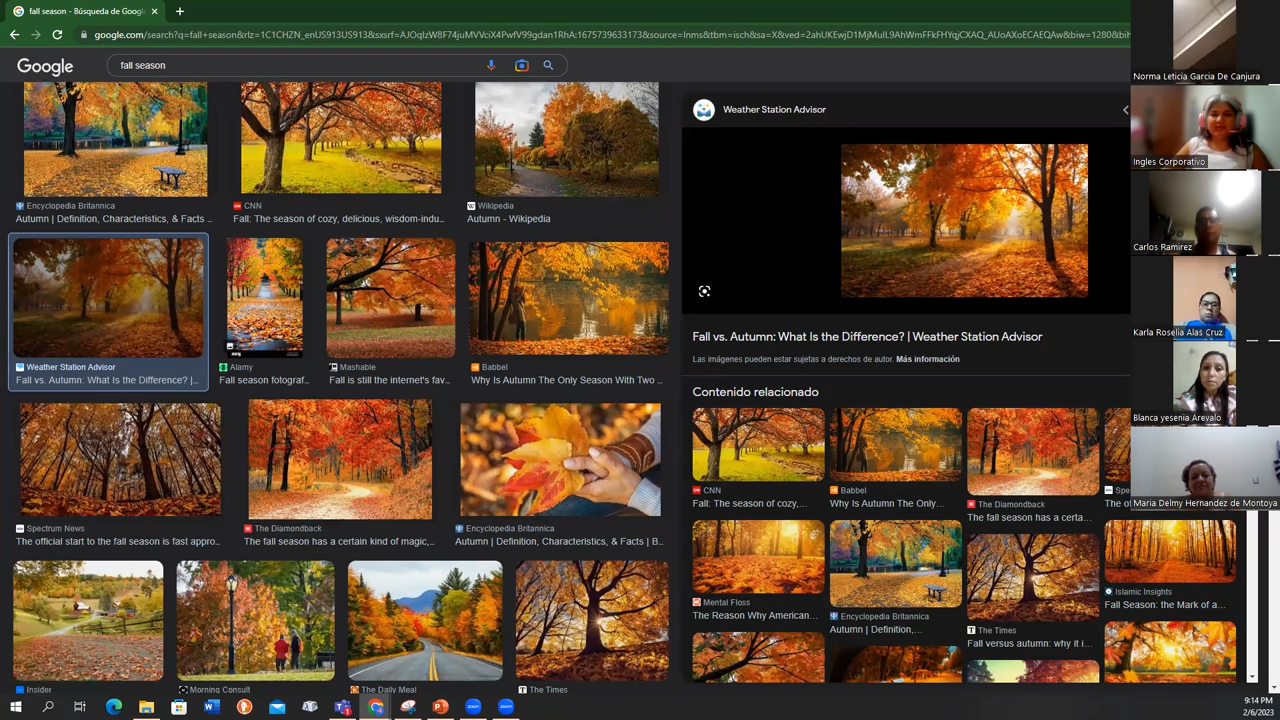 fall season - Búsqueda de Googl
google.com/search?q=fall+season&rlz=1C1CHZN_enUS913US913&sxsrf=AJOqlzW8F74juMVVciX4PwfV99gdan1RhA:1675739633173&source=lnms&tbm=isch&sa=X&ved=2ahUKEwjD1MjMuIL9AhWmFFkFHYqjCXAQ_AUoAXoECAEQAw&biw=1280&bih
Google
fall season
Encyclopedia Britannica
Autumn | Definition, Characteristics, & Facts ...
CNN
Fall: The season of cozy, delicious, wisdom-indu...
Wikipedia
Autumn - Wikipedia
Weather Station Advisor
Fall vs. Autumn: What Is the Difference? |...
Alamy
Fall season fotograf...
Mashable
Fall is still the internet's fav...
Babbel
Why Is Autumn The Only Season With Two ...
Spectrum News
The official start to the fall season is fast appro...
The Diamondback
The fall season has a certain kind of magic,...
Encyclopedia Britannica
Autumn | Definition, Characteristics, & Facts | B...
Insider
Morning Consult
The Daily Meal
The Times
Weather Station Advisor
Fall vs. Autumn: What Is the Difference? | Weather Station Advisor
Las imágenes pueden estar sujetas a derechos de autor. Más información
Contenido relacionado
CNN
Fall: The season of cozy,...
Babbel
Why Is Autumn The Only...
The Diamondback
The fall season has a certa...
Spe
The of
Mental Floss
The Reason Why American...
Encyclopedia Britannica
Autumn | Definition,...
The Times
Fall versus autumn: why it i...
Islamic Insights
Fall Season: the Mark of a...
Norma Leticia Garcia De Canjura
Ingles Corporativo
Carlos Ramirez
Karla Roselia Alas Cruz
Blanca yesenia Arevalo
Maria Delmy Hernandez de Montoya
9:14 PM
2/6/2023